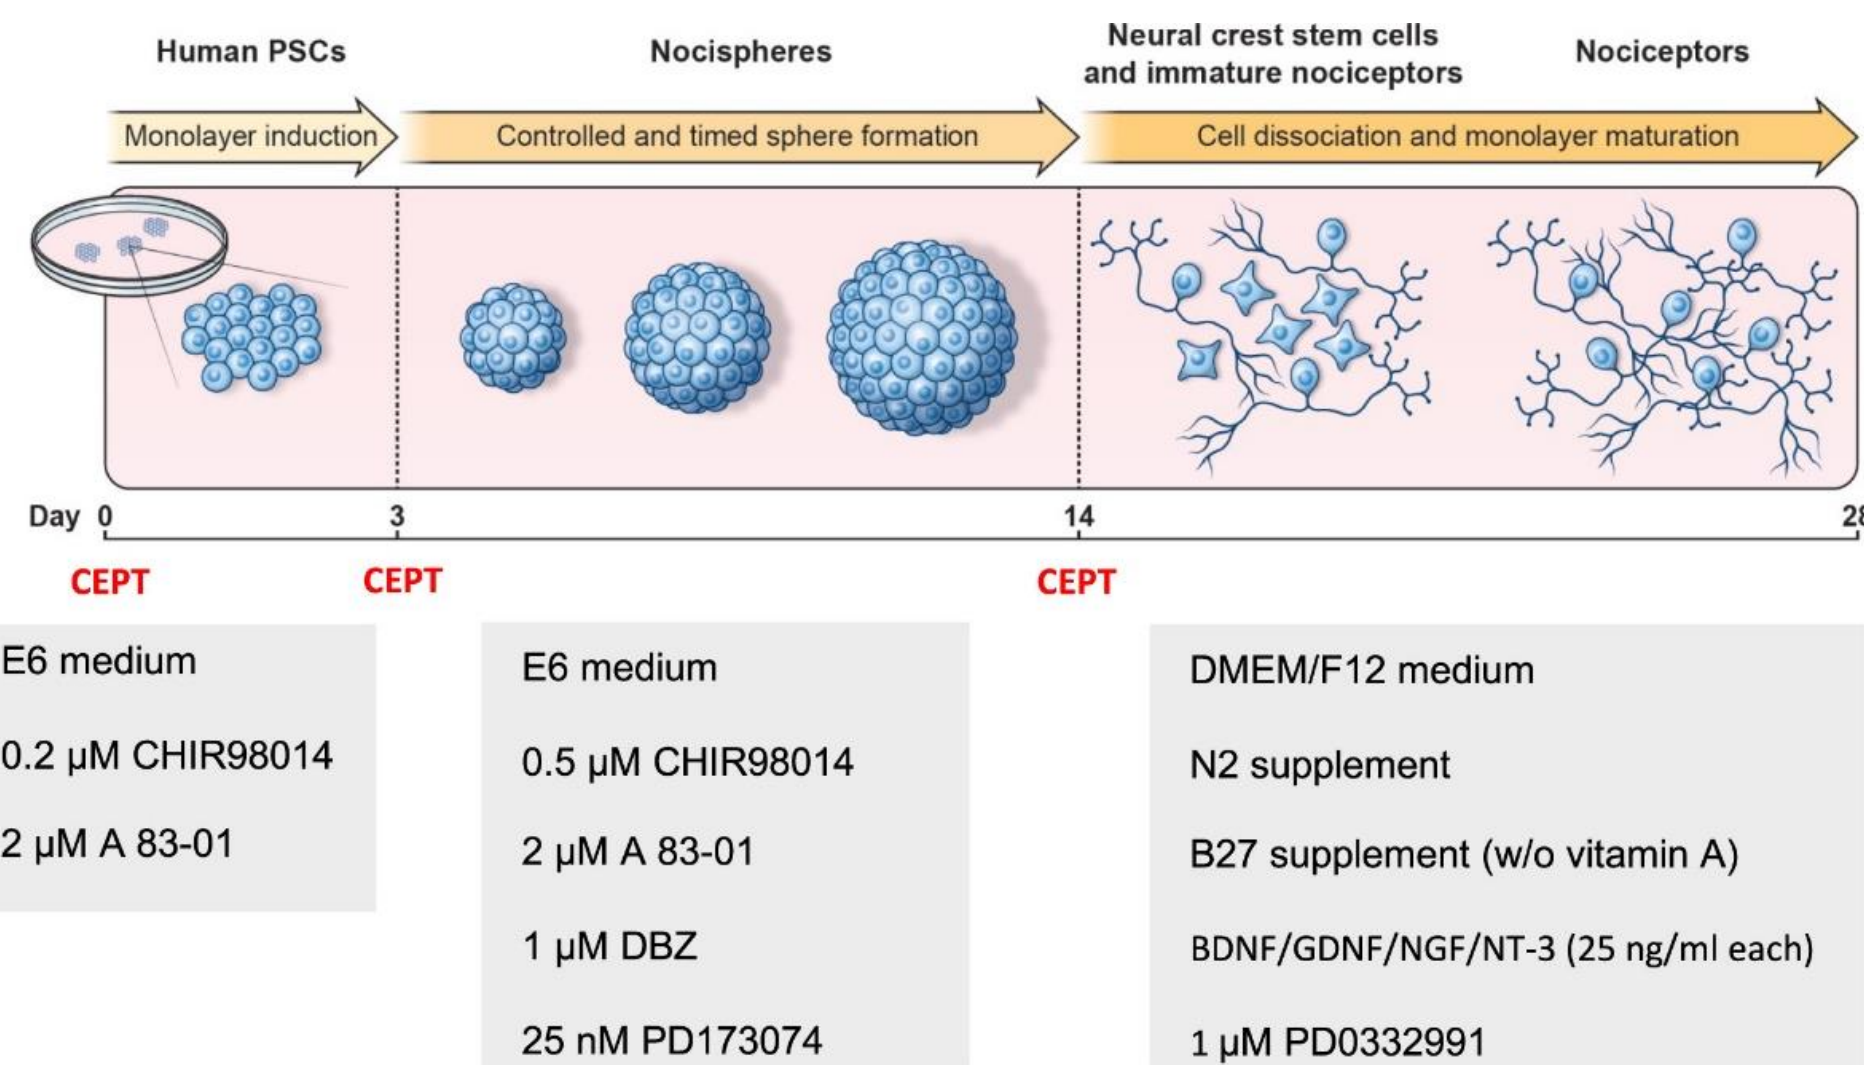 Human PSCs
Nocispheres
Neural crest stem cells
and immature nociceptors
Nociceptors
Monolayer induction
Controlled and timed sphere formation
Cell dissociation and monolayer maturation
Day 0 3 14 28
CEPT CEPT CEPT
E6 medium
0.2 µM CHIR98014
2 µM A 83-01
E6 medium
0.5 µM CHIR98014
2 µM A 83-01
1 µM DBZ
25 nM PD173074
DMEM/F12 medium
N2 supplement
B27 supplement (w/o vitamin A)
BDNF/GDNF/NGF/NT-3 (25 ng/ml each)
1 µM PD0332991